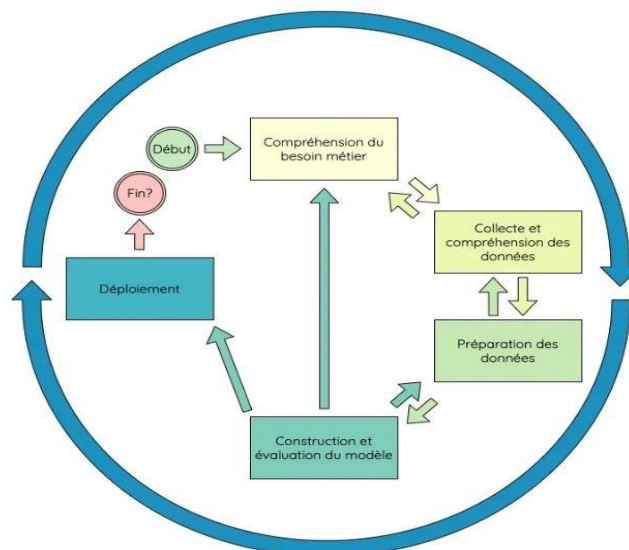 Début
Compréhension du
besoin métier
Fin?
Collecte et
compréhension des
données
Déploiement
Préparation des
données
Construction et
évaluation du modèle